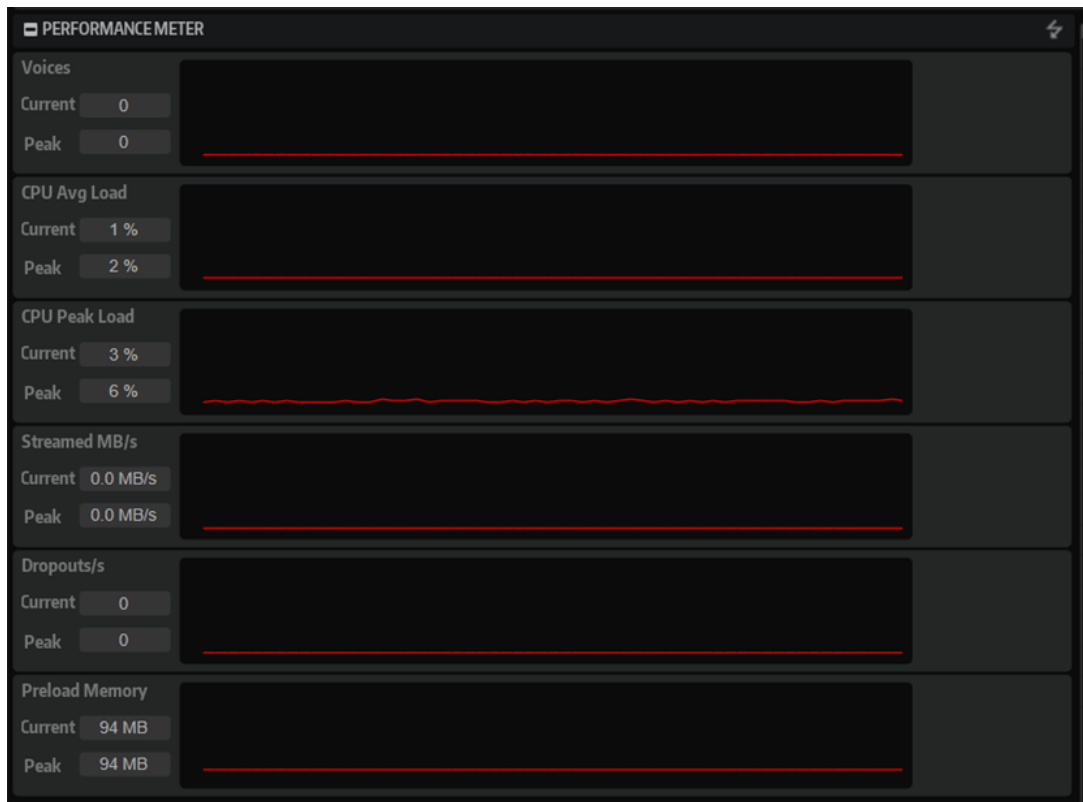 PERFORMANCE METER
Voices
Current 0
Peak 0
CPU Avg Load
Current 1 %
Peak 2 %
CPU Peak Load
Current 3 %
Peak 6 %
Streamed MB/s
Current 0.0 MB/s
Peak 0.0 MB/s
Dropouts/s
Current 0
Peak 0
Preload Memory
Current 94 MB
Peak 94 MB